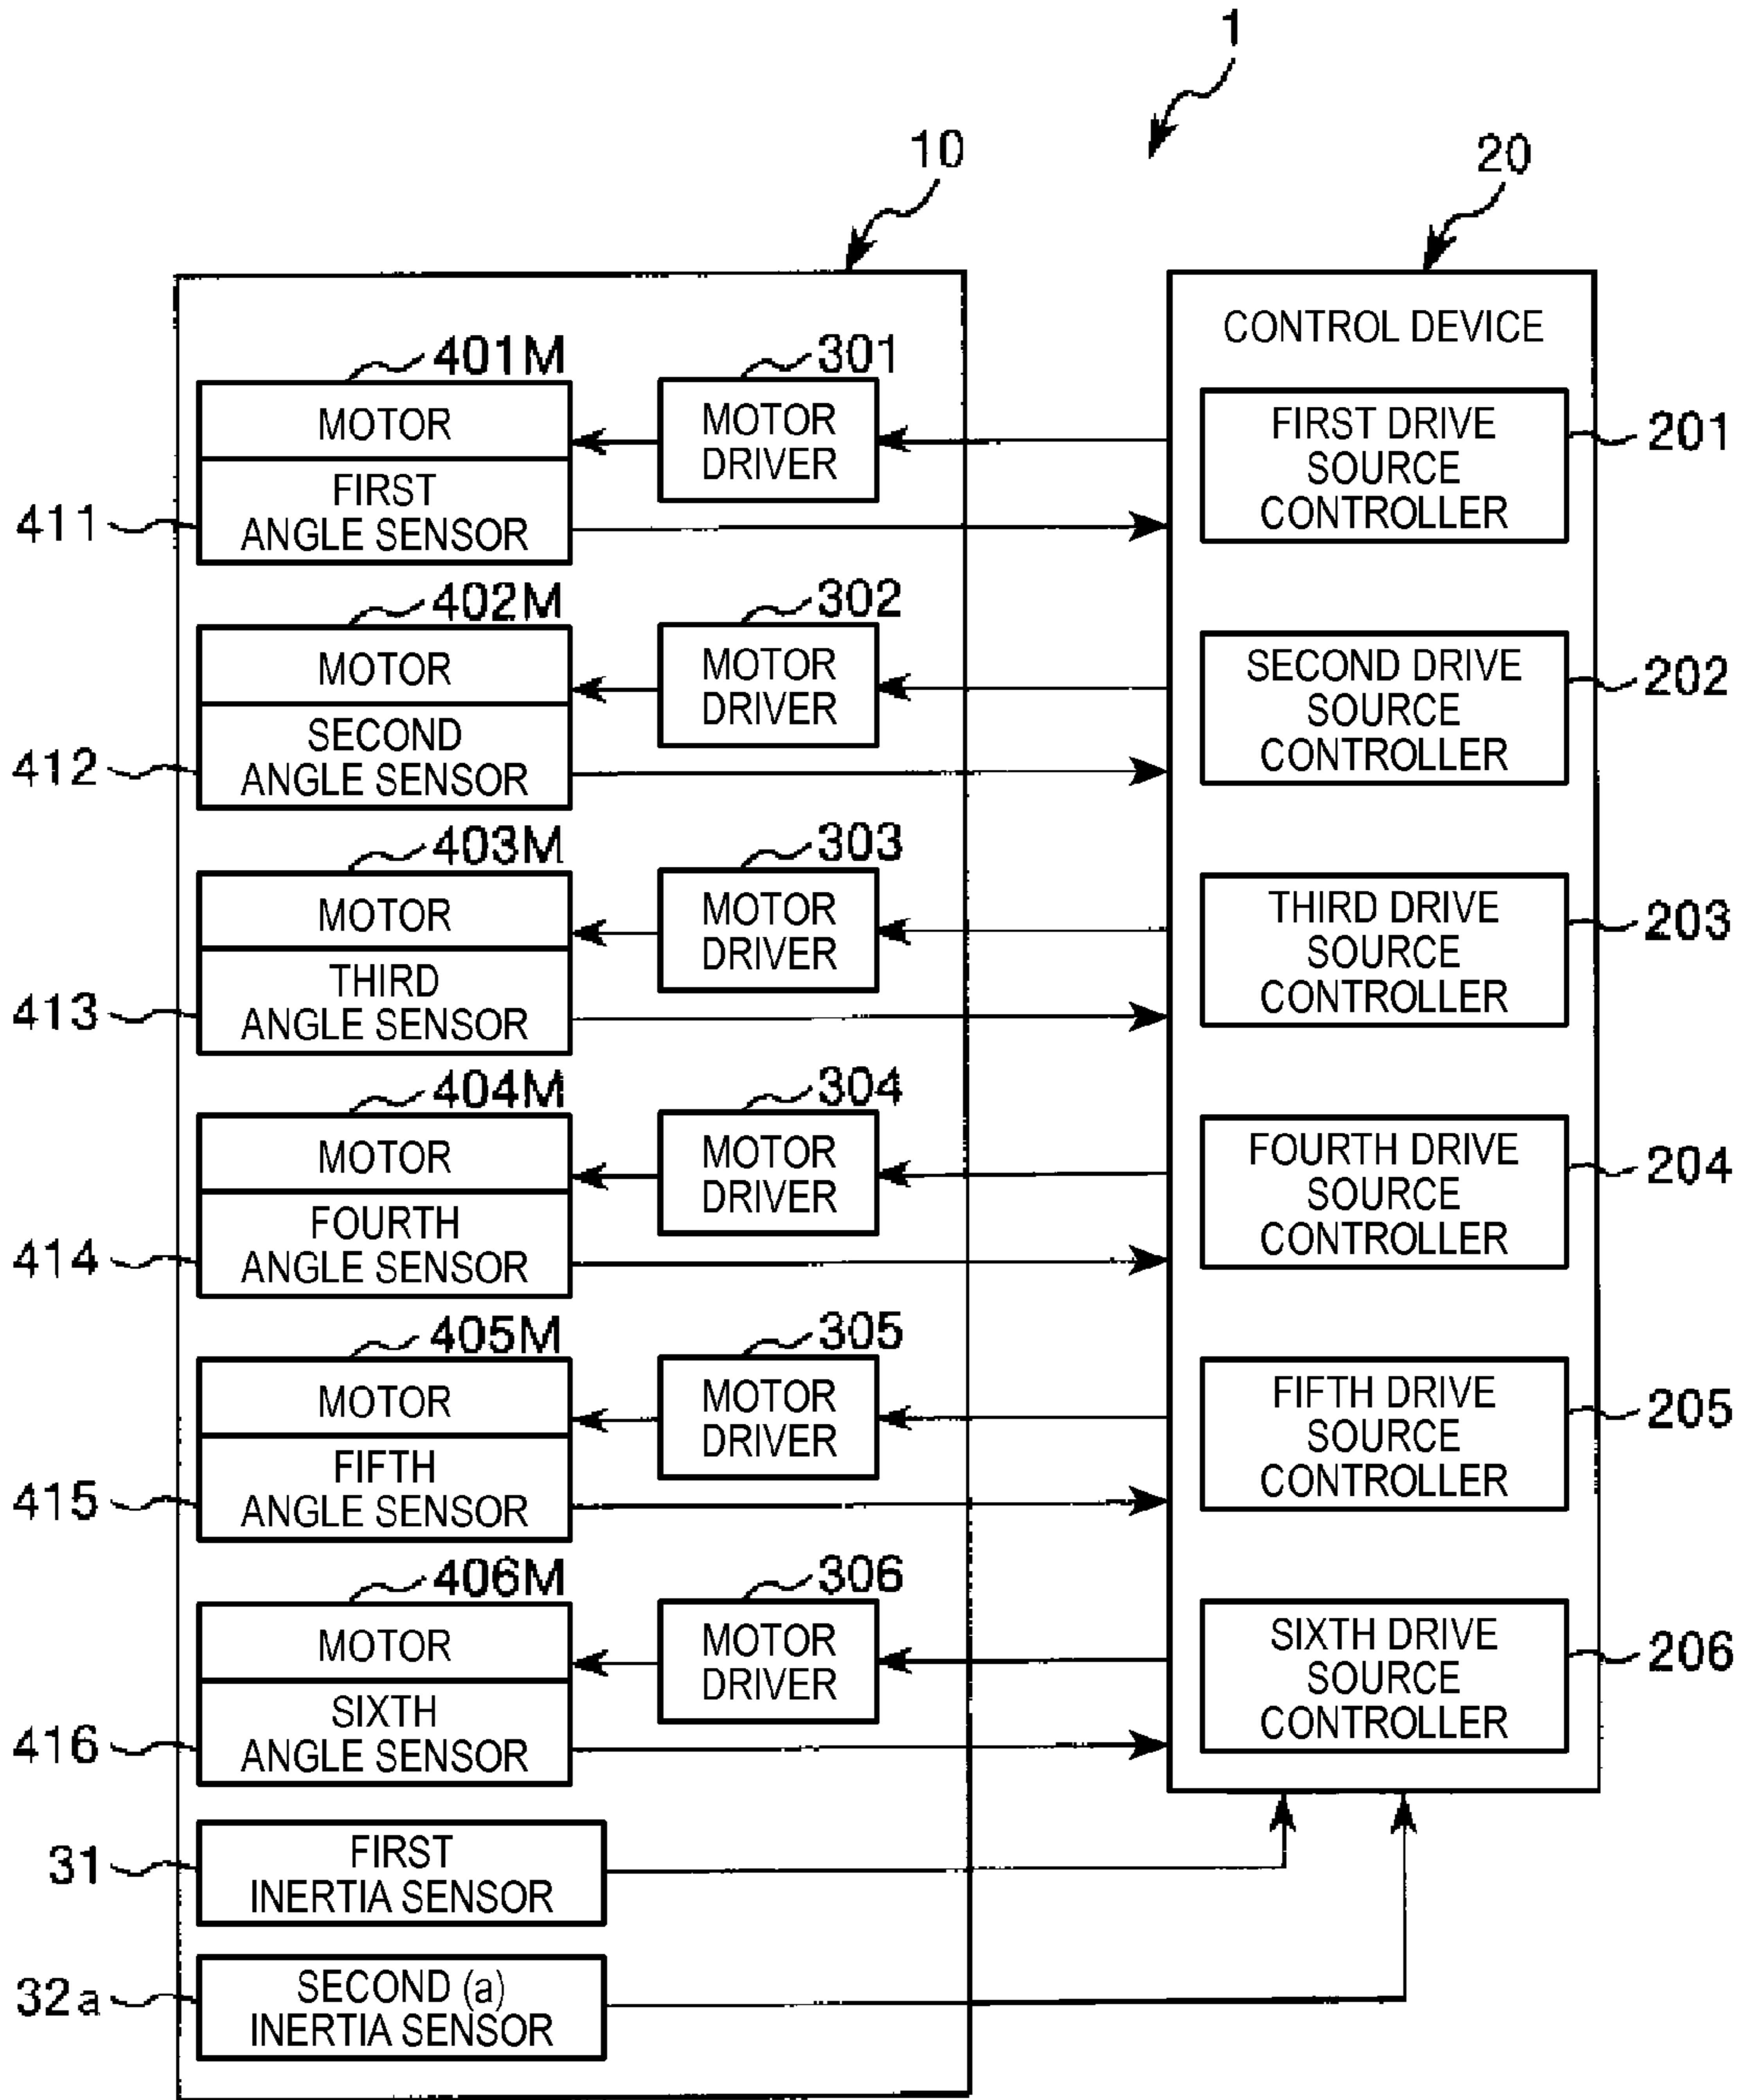 1
10
20
CONTROL DEVICE
401M
301
MOTOR
MOTOR
DRIVER
FIRST DRIVE
SOURCE
CONTROLLER
201
FIRST
ANGLE SENSOR
411
402M
302
MOTOR
MOTOR
DRIVER
SECOND DRIVE
SOURCE
CONTROLLER
202
SECOND
ANGLE SENSOR
412
403M
303
MOTOR
MOTOR
DRIVER
THIRD DRIVE
SOURCE
CONTROLLER
203
THIRD
ANGLE SENSOR
413
404M
304
MOTOR
MOTOR
DRIVER
FOURTH DRIVE
SOURCE
CONTROLLER
204
FOURTH
ANGLE SENSOR
414
405M
305
MOTOR
MOTOR
DRIVER
FIFTH DRIVE
SOURCE
CONTROLLER
205
FIFTH
ANGLE SENSOR
415
406M
306
MOTOR
MOTOR
DRIVER
SIXTH DRIVE
SOURCE
CONTROLLER
206
SIXTH
ANGLE SENSOR
416
31
FIRST
INERTIA SENSOR
32a
SECOND (a)
INERTIA SENSOR